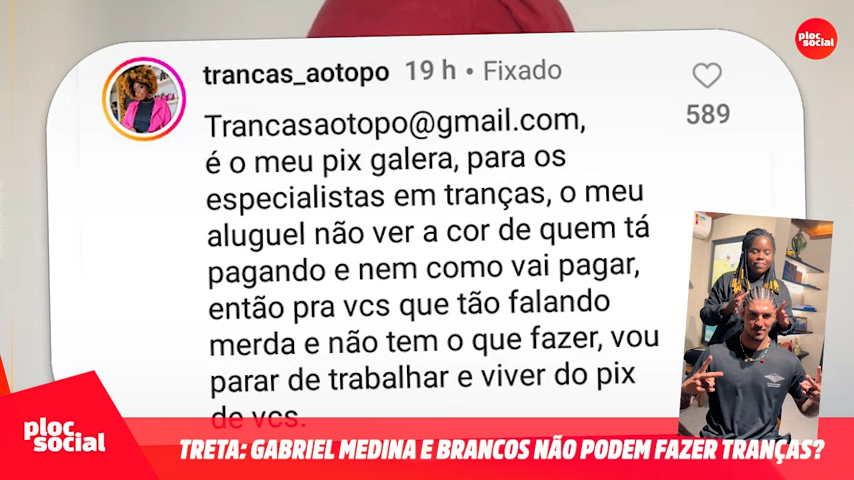 ploc
social
trancas_aotopo 19 h • Fixado
589
Trancasaotopo@gmail.com,
é o meu pix galera, para os
especialistas em tranças, o meu
aluguel não ver a cor de quem tá
pagando e nem como vai pagar,
então pra vcs que tão falando
merda e não tem o que fazer, vou
parar de trabalhar e viver do pix
de vcs.
ploc
social
TRETA: GABRIEL MEDINA E BRANCOS NÃO PODEM FAZER TRANÇAS?